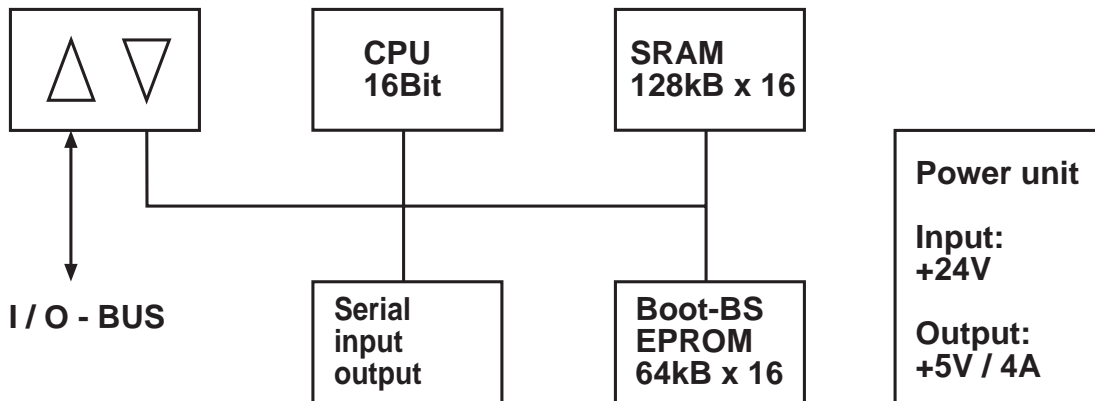 CPU
16Bit
SRAM
128kB x 16
Power unit
Input:
+24V
Output:
+5V / 4A
I / O - BUS
Serial
input
output
Boot-BS
EPROM
64kB x 16